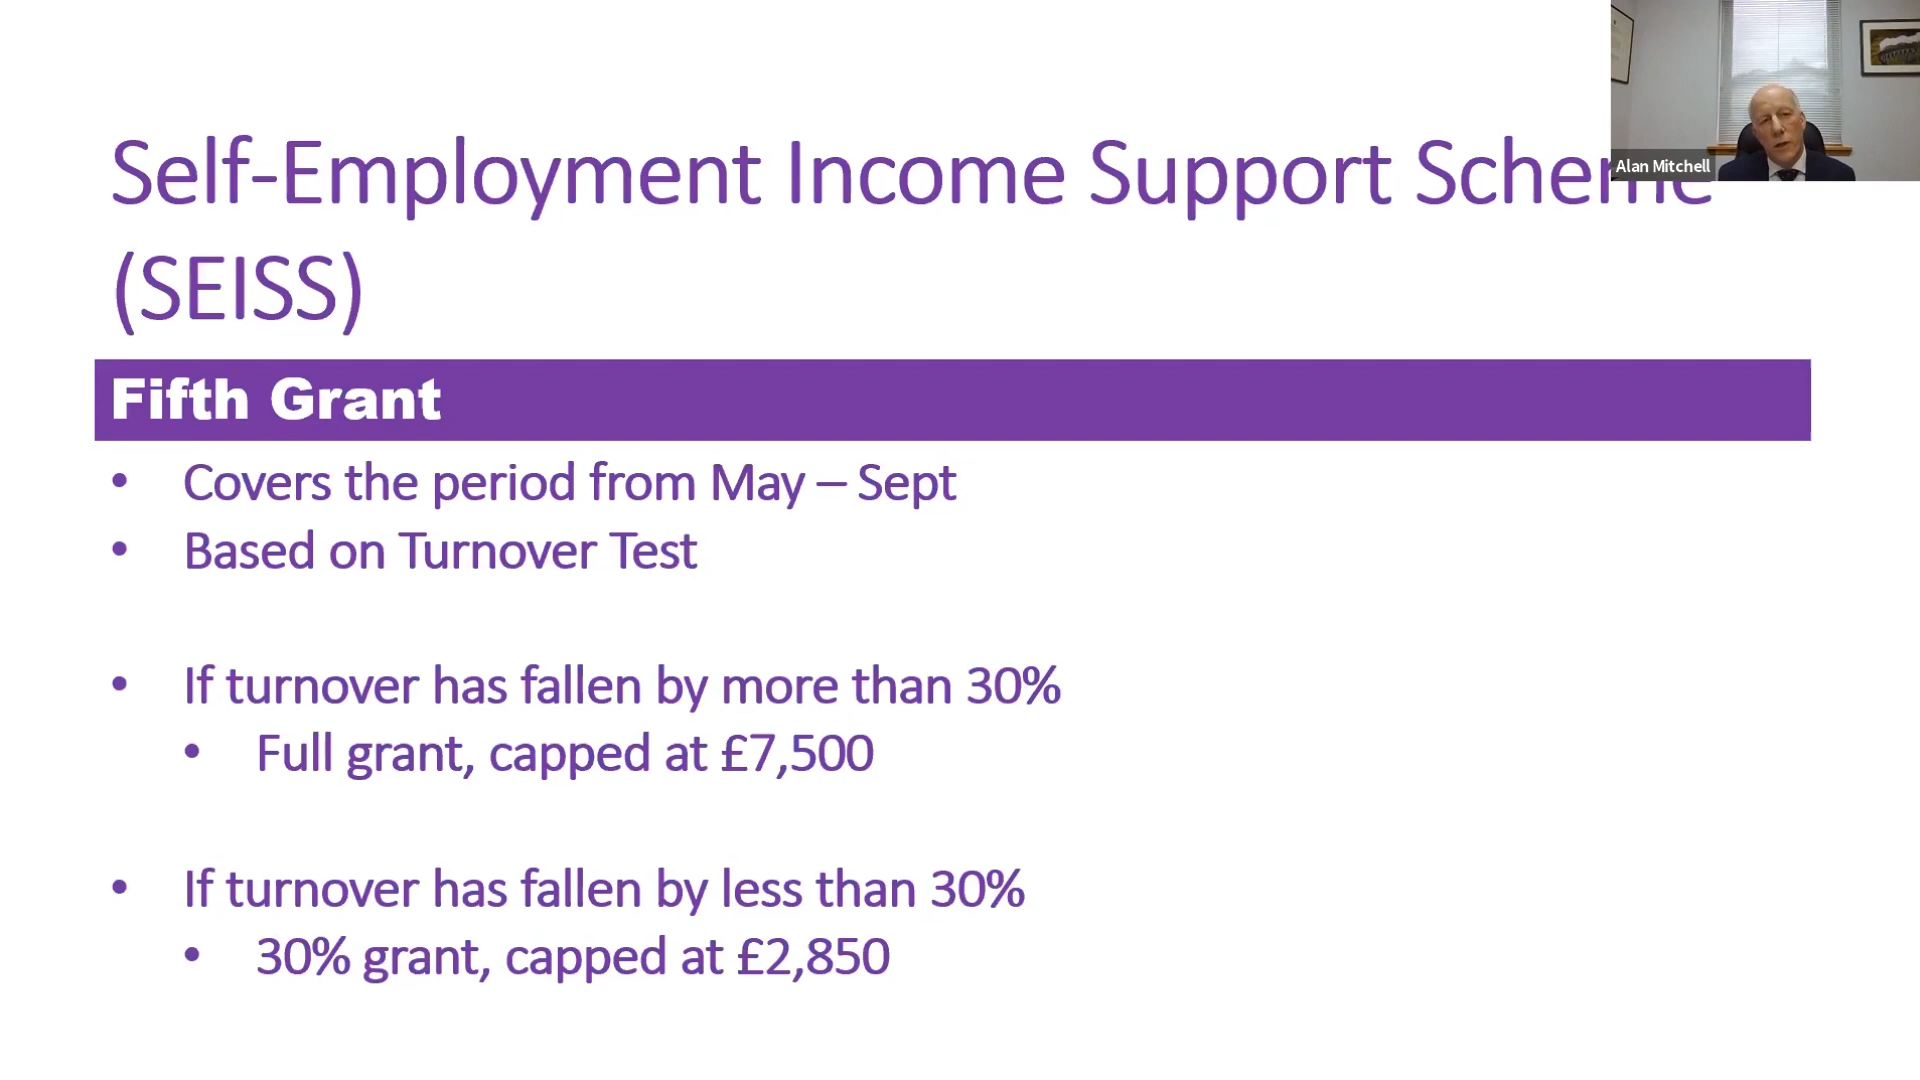 Self-Employment Income Support Scheme
(SEISS)
Alan Mitchell
Fifth Grant
• Covers the period from May – Sept
• Based on Turnover Test
• If turnover has fallen by more than 30%
• Full grant, capped at £7,500
• If turnover has fallen by less than 30%
• 30% grant, capped at £2,850